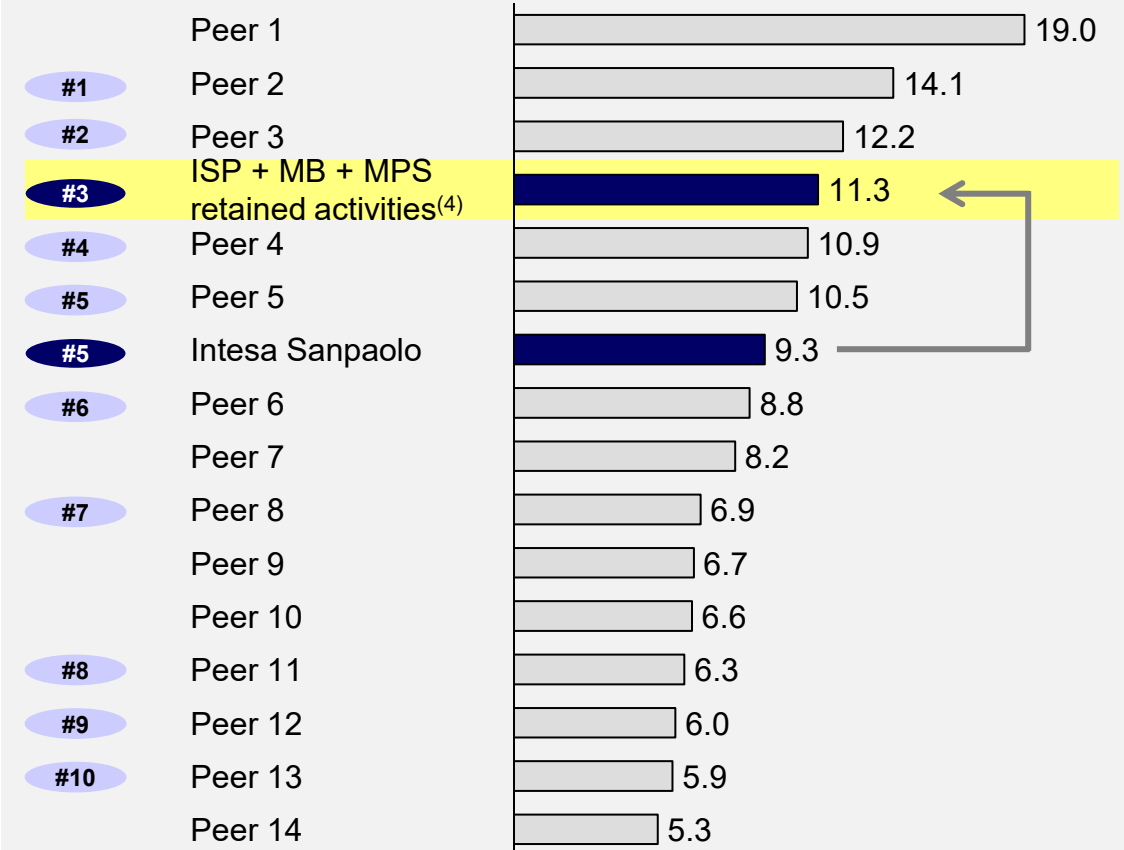 Peer 1 19.0
#1 Peer 2 14.1
#2 Peer 3 12.2
#3 ISP + MB + MPS
retained activities(4) 11.3
#4 Peer 4 10.9
#5 Peer 5 10.5
#5 Intesa Sanpaolo 9.3
#6 Peer 6 8.8
Peer 7 8.2
#7 Peer 8 6.9
Peer 9 6.7
Peer 10 6.6
#8 Peer 11 6.3
#9 Peer 12 6.0
#10 Peer 13 5.9
Peer 14 5.3